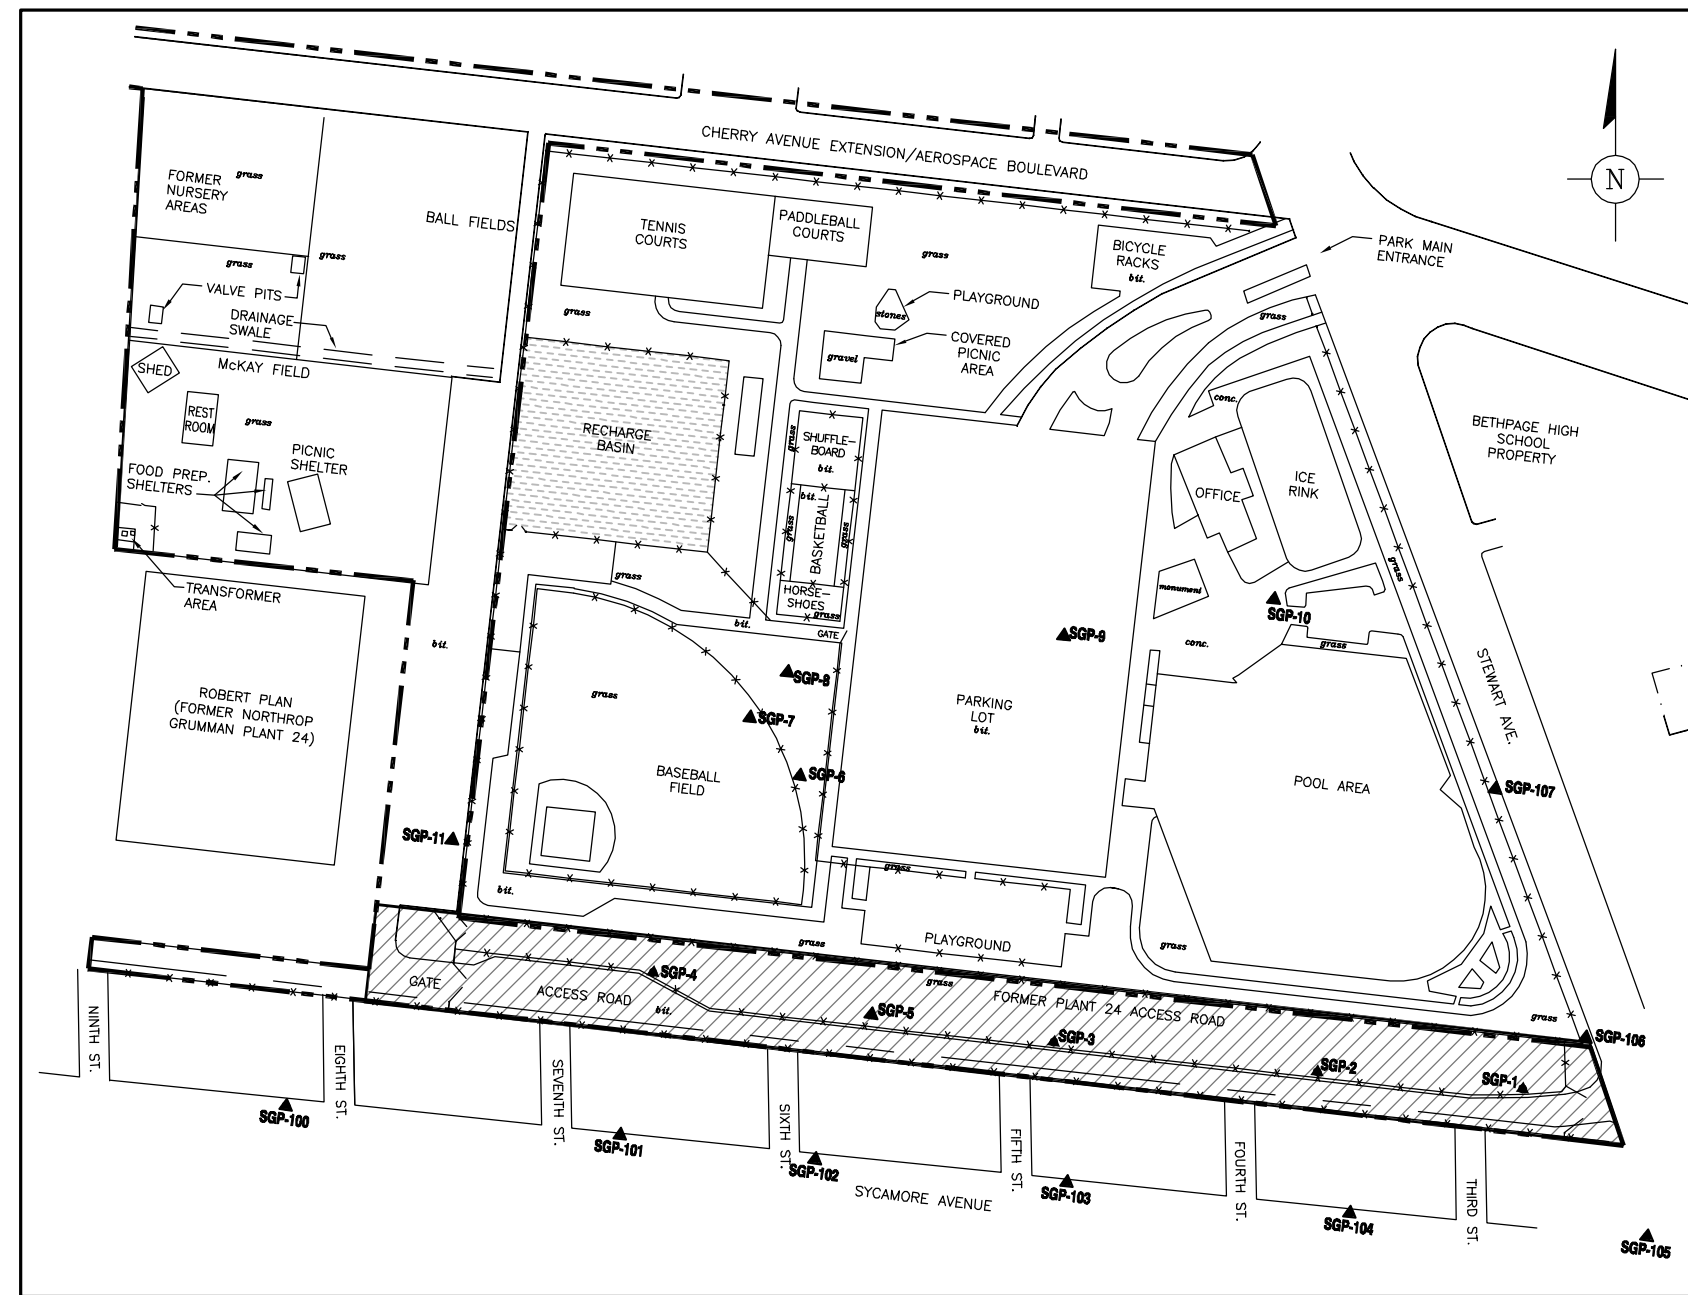 CHERRY AVENUE EXTENSION/AEROSPACE BOULEVARD
N
FORMER
NURSERY
AREAS
grass
BALL FIELDS
grass
grass
VALVE PITS
DRAINAGE
SWALE
McKAY FIELD
SHED
REST
ROOM
grass
PICNIC
SHELTER
FOOD PREP.
SHELTERS
TRANSFORMER
AREA
ROBERT PLAN
(FORMER NORTHROP
GRUMMAN PLANT 24)
bit.
TENNIS
COURTS
PADDLEBALL
COURTS
grass
BICYCLE
RACKS
bit.
PARK MAIN
ENTRANCE
PLAYGROUND
stones
COVERED
PICNIC
AREA
gravel
grass
grass
RECHARGE
BASIN
SHUFFLE-
BOARD
bit.
grass
bit.
BASKETBALL
grass
grass
HORSE-
SHOES
grass
GATE
grass
bit.
conc.
OFFICE
ICE
RINK
BETHPAGE HIGH
SCHOOL
PROPERTY
grass
monument
SGP-10
conc.
grass
STEWART AVE.
SGP-9
SGP-8
SGP-7
SGP-6
grass
BASEBALL
FIELD
PARKING
LOT
bit.
POOL AREA
SGP-107
SGP-11
bit.
grass
PLAYGROUND
grass
grass
grass
grass
GATE
ACCESS ROAD
bit.
FORMER PLANT 24 ACCESS ROAD
SGP-4
SGP-5
SGP-3
SGP-2
SGP-1
SGP-106
NINTH ST.
EIGHTH ST.
SEVENTH ST.
SIXTH ST.
FIFTH ST.
FOURTH ST.
THIRD ST.
SGP-100
SGP-101
SGP-102
SGP-103
SGP-104
SGP-105
SYCAMORE AVENUE